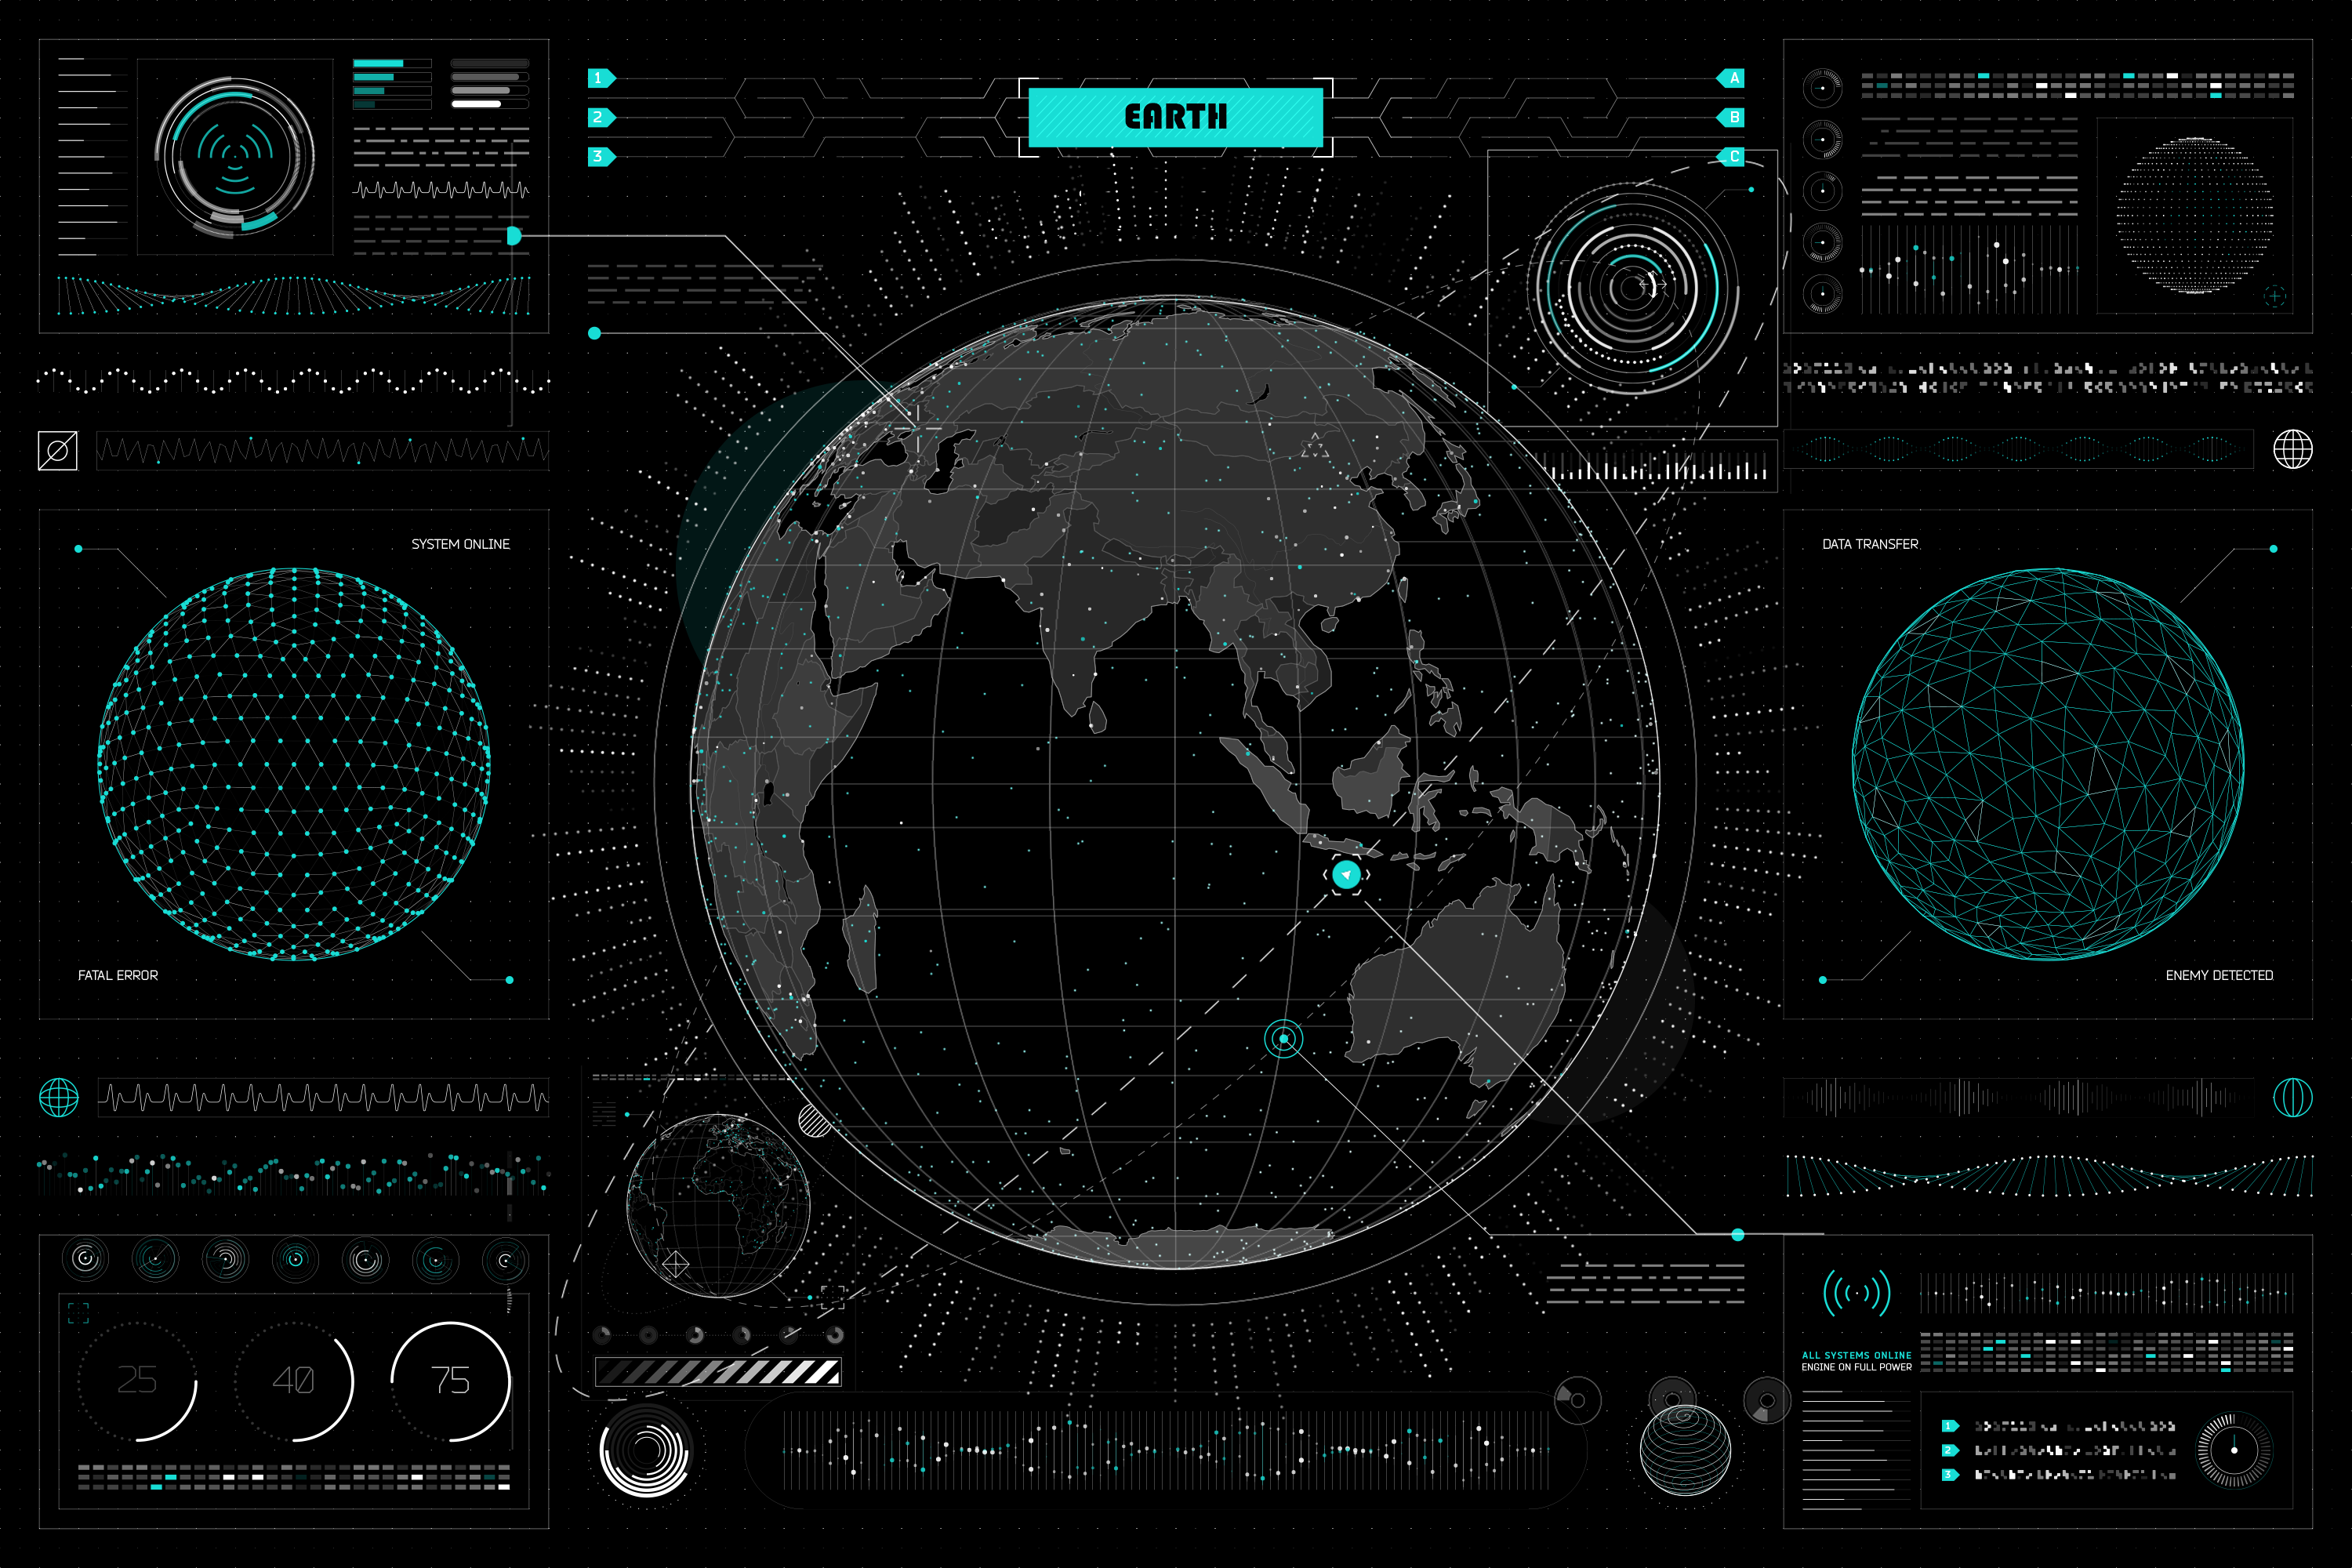 1
2
3
EARTH
A
B
C
SYSTEM ONLINE
FATAL ERROR
DATA TRANSFER
ENEMY DETECTED
25
40
75
ALL SYSTEMS ONLINE
ENGINE ON FULL POWER
1
2
3